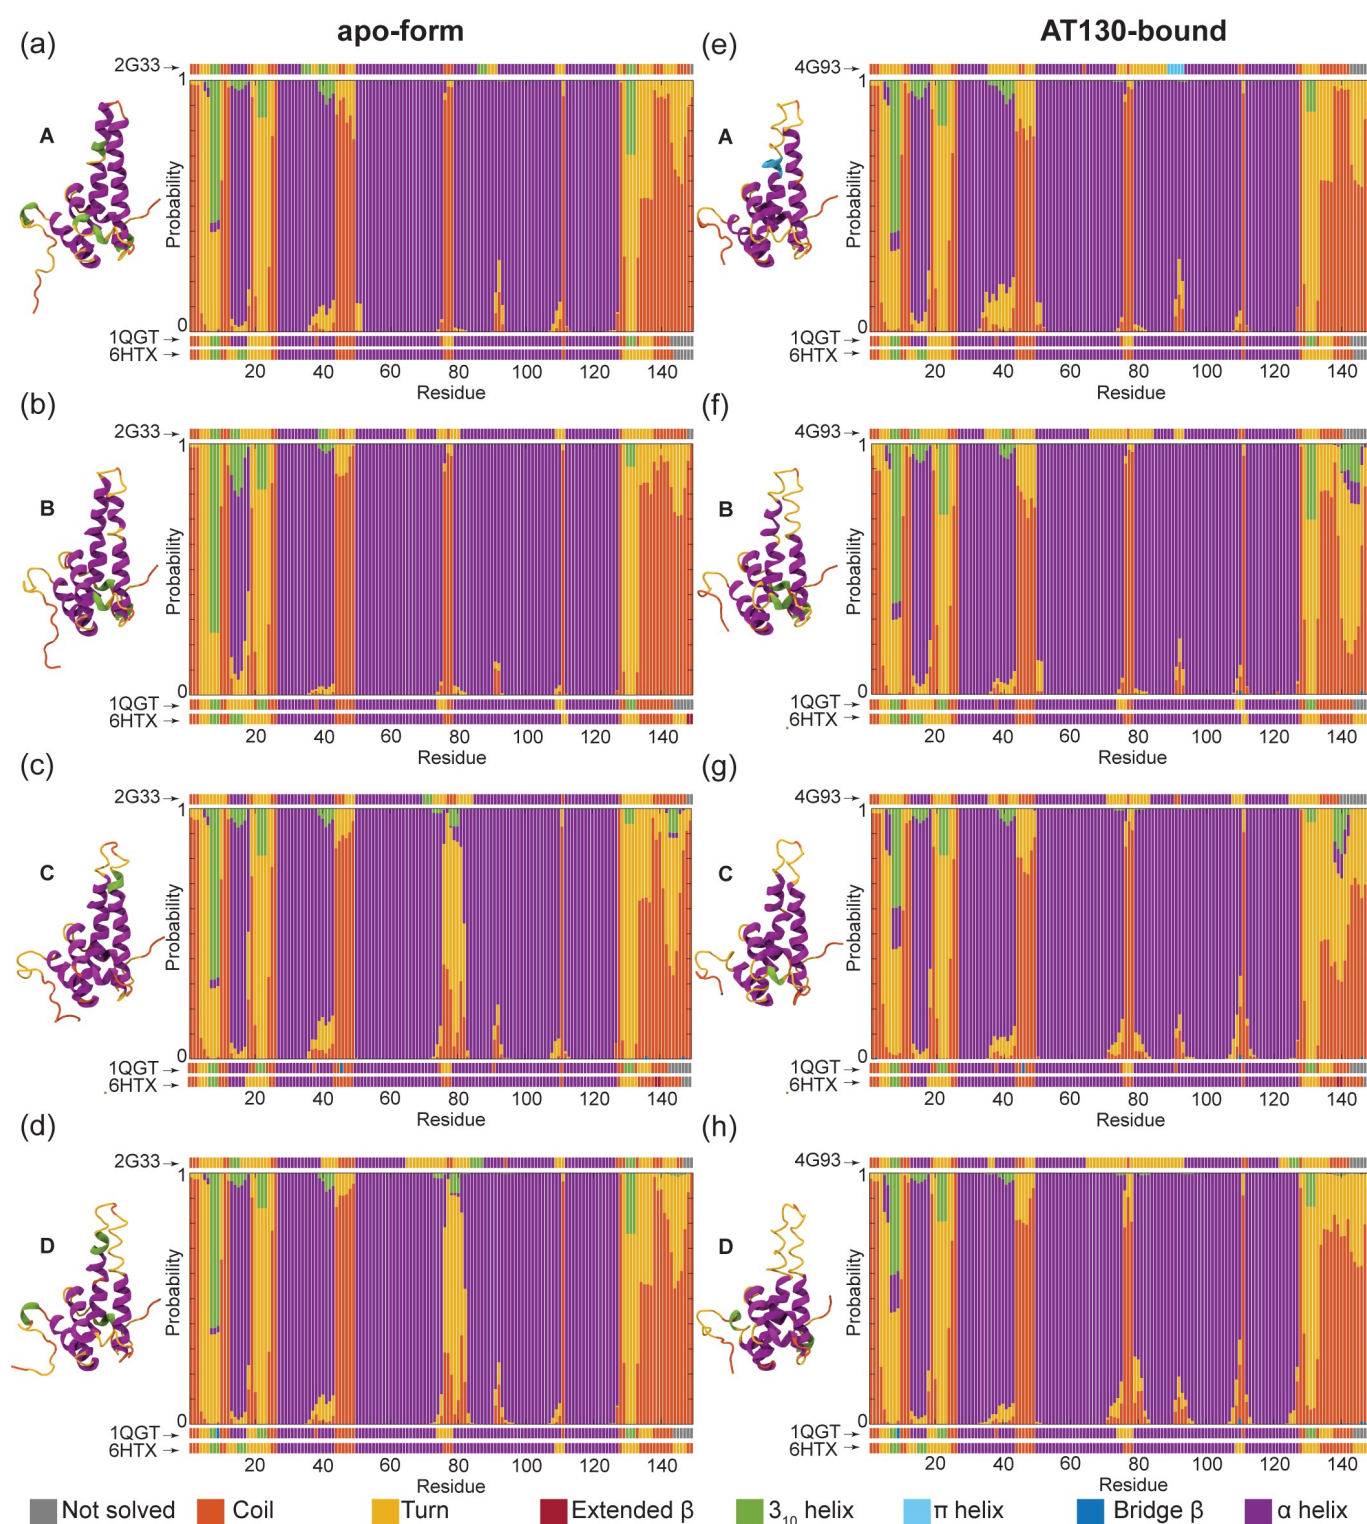 apo-form
AT130-bound
(a)
2G33
1
A
Probability
0
1QGT
6HTX
20 40 60 80 100 120 140
Residue
(e)
4G93
1
A
Probability
0
1QGT
6HTX
20 40 60 80 100 120 140
Residue
(b)
2G33
1
B
Probability
0
1QGT
6HTX
20 40 60 80 100 120 140
Residue
(f)
4G93
1
B
Probability
0
1QGT
6HTX
20 40 60 80 100 120 140
Residue
(c)
2G33
1
C
Probability
0
1QGT
6HTX
20 40 60 80 100 120 140
Residue
(g)
4G93
1
C
Probability
0
1QGT
6HTX
20 40 60 80 100 120 140
Residue
(d)
2G33
1
D
Probability
0
1QGT
6HTX
20 40 60 80 100 120 140
Residue
(h)
4G93
1
D
Probability
0
1QGT
6HTX
20 40 60 80 100 120 140
Residue
Not solved Coil Turn Extended β 3₁₀ helix π helix Bridge β α helix